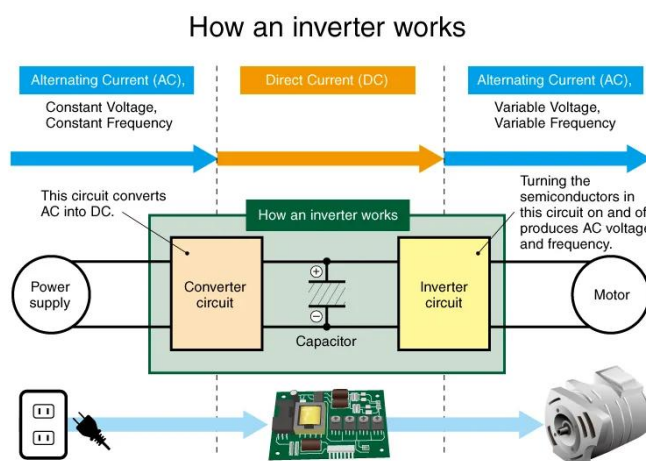 How an inverter works
Alternating Current (AC),
Direct Current (DC)
Alternating Current (AC),
Constant Voltage,
Constant Frequency
Variable Voltage,
Variable Frequency
This circuit converts
AC into DC.
Turning the
semiconductors in
this circuit on and of
produces AC voltage
and frequency.
How an inverter works
Power
supply
Converter
circuit
+
−
Capacitor
Inverter
circuit
Motor